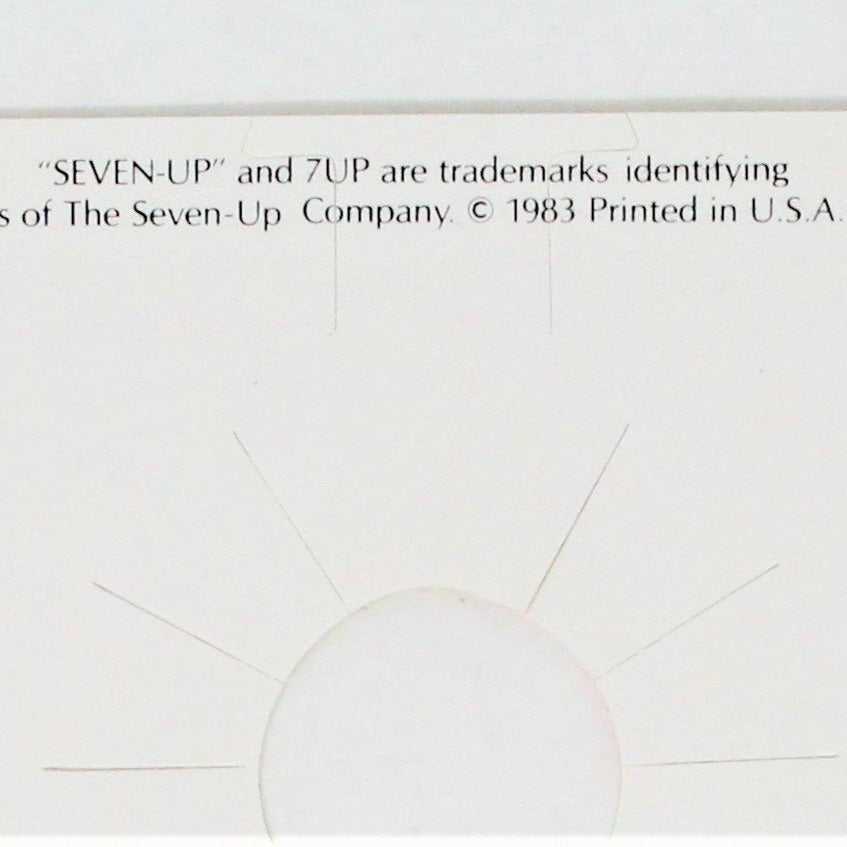 “SEVEN-UP” and 7UP are trademarks identifying
s of The Seven-Up Company. © 1983 Printed in U.S.A.